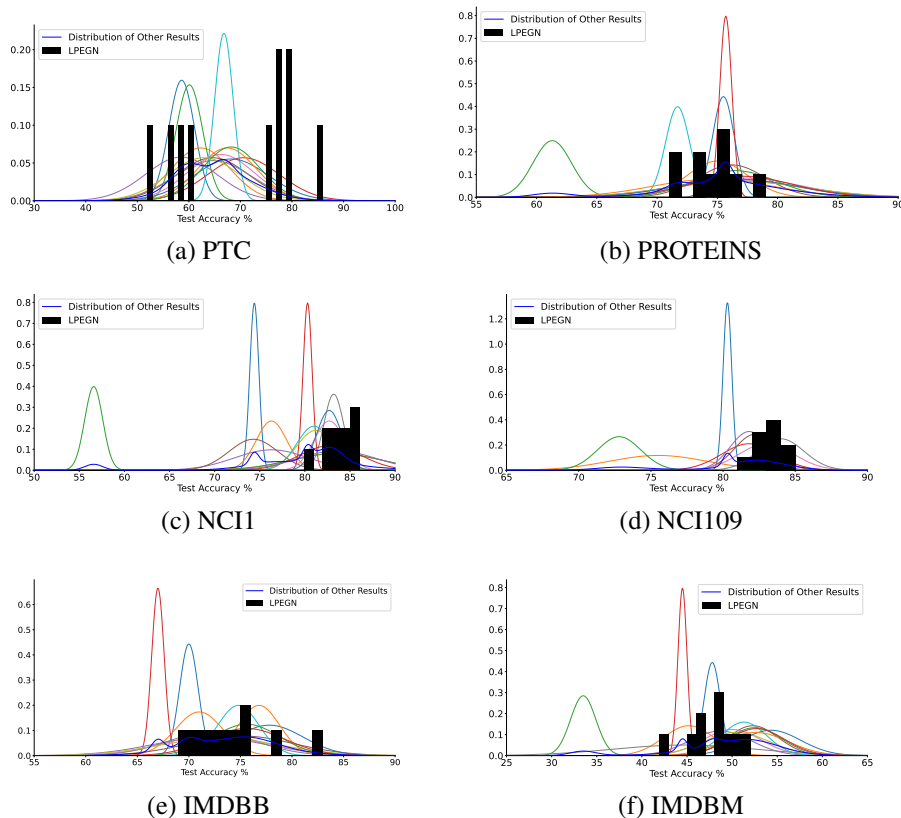 Distribution of Other Results
LPEGN
0.20
0.15
0.10
0.05
0.00
30 40 50 60 70 80 90 100
Test Accuracy %
(a) PTC
Distribution of Other Results
LPEGN
0.8
0.7
0.6
0.5
0.4
0.3
0.2
0.1
0.0
55 60 65 70 75 80 85 90
Test Accuracy %
(b) PROTEINS
Distribution of Other Results
LPEGN
0.8
0.7
0.6
0.5
0.4
0.3
0.2
0.1
0.0
50 55 60 65 70 75 80 85 90
Test Accuracy %
(c) NCI1
Distribution of Other Results
LPEGN
1.2
1.0
0.8
0.6
0.4
0.2
0.0
65 70 75 80 85 90
Test Accuracy %
(d) NCI109
Distribution of Other Results
LPEGN
0.6
0.5
0.4
0.3
0.2
0.1
0.0
55 60 65 70 75 80 85 90
Test Accuracy %
(e) IMDBB
Distribution of Other Results
LPEGN
0.8
0.7
0.6
0.5
0.4
0.3
0.2
0.1
0.0
25 30 35 40 45 50 55 60 65
Test Accuracy %
(f) IMDBM